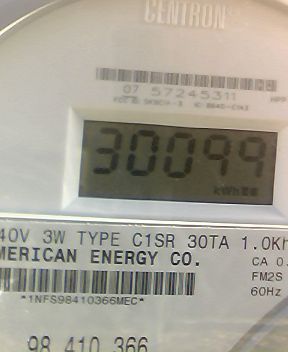 CENTRON®
07 57245311
30099
kWh
40V 3W TYPE C1SR 30TA 1.0Kh
MERICAN ENERGY CO.
CA 0.
FM2S
60Hz
*1NFS98410366MEC*
98 410 366